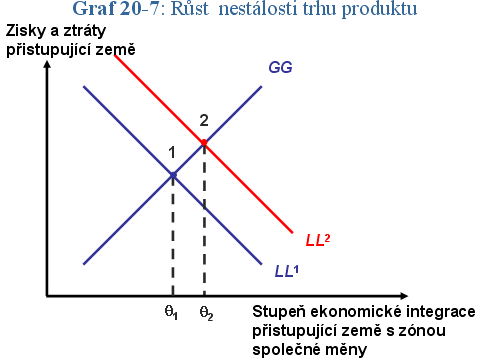 Graf 20-7: Růst nestálosti trhu produktu
Zisky a ztráty
přistupující země
GG
2
1
LL²
LL¹
θ₁
θ₂
Stupeň ekonomické integrace
přistupující země s zónou
společné měny